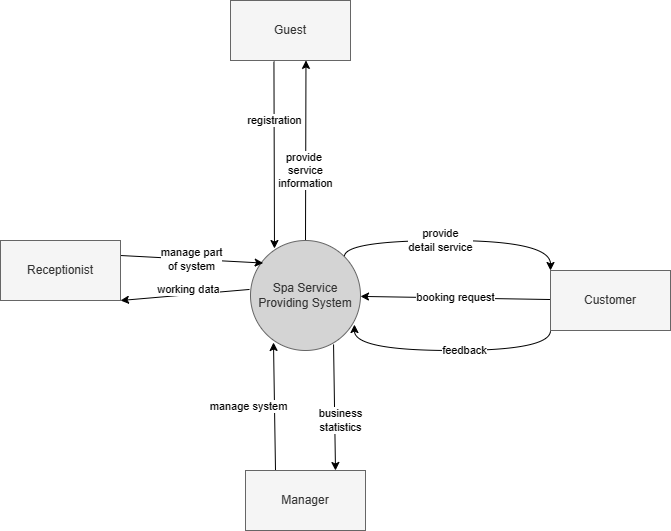 Guest
registration
provide
service
information
Receptionist
manage part
of system
working data
Spa Service
Providing System
provide
detail service
booking request
feedback
Customer
manage system
business
statistics
Manager